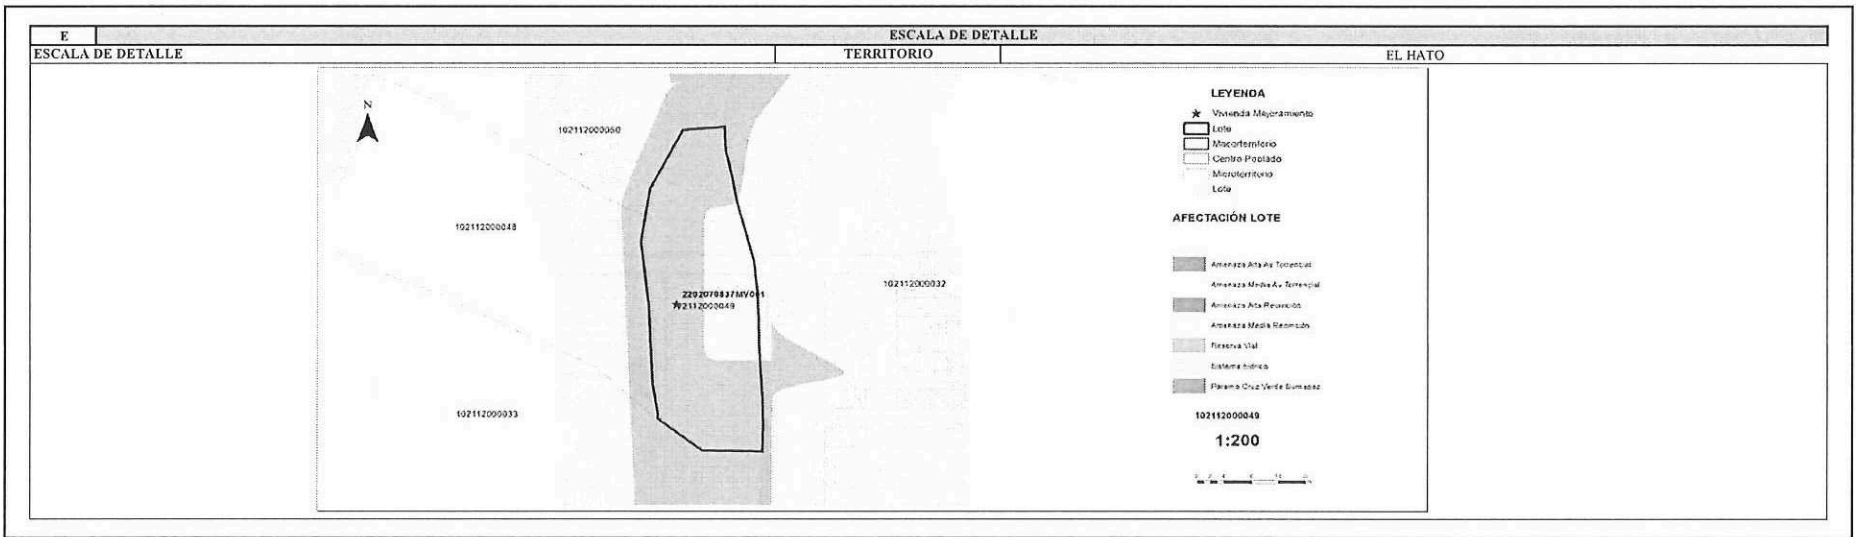 E ESCALA DE DETALLE
ESCALA DE DETALLE TERRITORIO EL HATO
N
102112000050
102112000048
102112000032
2202070837MV001
102112000033
LEYENDA
Vivienda Mejoramiento
Lote
Macroterritorio
Centro Poblado
Microterritorio
Lote
AFECTACIÓN LOTE
Amenaza Alta Av Torrencial
Amenaza Media Av Torrencial
Amenaza Alta Remoción
Amenaza Media Remoción
Reserva Vial
Sistema hídrico
Paramo Cruz Verde Sumapaz
102112000049
1:200